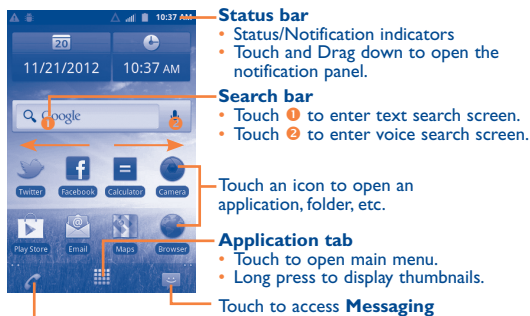 10:37 AM
20
11/21/2012
10:37 AM
Google
1
2
Twitter
Facebook
Calculator
Camera
Play Store
Email
Maps
Browser
Status bar
• Status/Notification indicators
• Touch and Drag down to open the
notification panel.
Search bar
• Touch ❶ to enter text search screen.
• Touch ❷ to enter voice search screen.
Touch an icon to open an
application, folder, etc.
Application tab
• Touch to open main menu.
• Long press to display thumbnails.
Touch to access Messaging